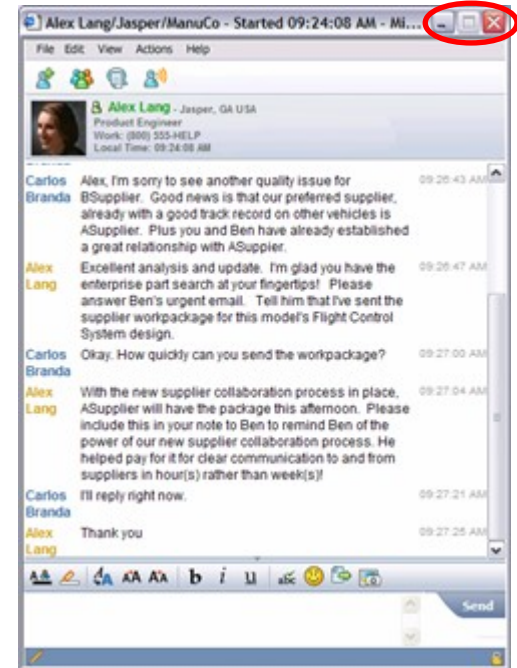 Alex Lang/Jasper/ManuCo - Started 09:24:08 AM - Mi...
File Edit View Actions Help
Alex Lang - Jasper, GA USA
Product Engineer
Work: (800) 555-HELP
Local Time: 09:24:08 AM
Carlos Alex, I'm sorry to see another quality issue for 09:26:43 AM
Branda BSupplier. Good news is that our preferred supplier,
already with a good track record on other vehicles is
ASupplier. Plus you and Ben have already established
a great relationship with ASuppier.
Alex Excellent analysis and update. I'm glad you have the 09:26:47 AM
Lang enterprise part search at your fingertips! Please
answer Ben's urgent email. Tell him that I've sent the
supplier workpackage for this model's Flight Control
System design.
Carlos Okay. How quickly can you send the workpackage? 09:27:00 AM
Branda
Alex With the new supplier collaboration process in place, 09:27:04 AM
Lang ASupplier will have the package this afternoon. Please
include this in your note to Ben to remind Ben of the
power of our new supplier collaboration process. He
helped pay for it for clear communication to and from
suppliers in hour(s) rather than week(s)!
Carlos I'll reply right now. 09:27:21 AM
Branda
Alex Thank you 09:27:25 AM
Lang
b i u abc
Send